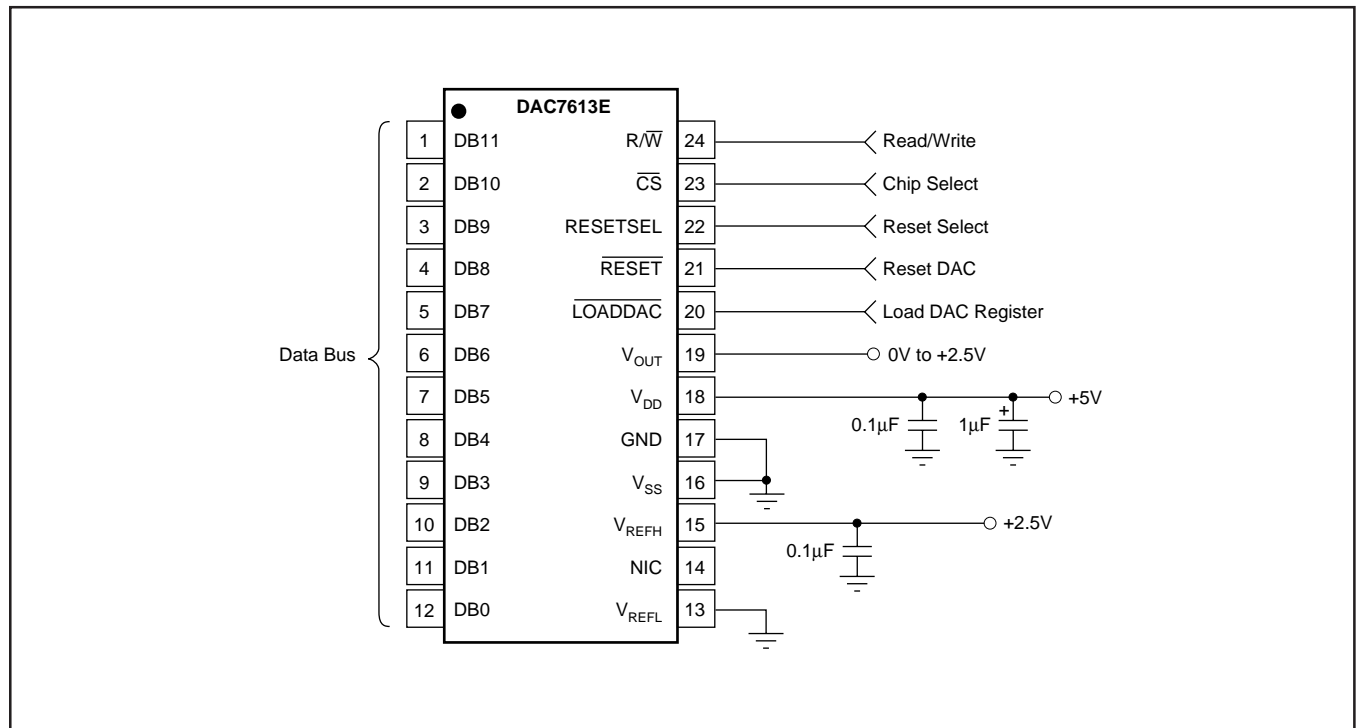 DAC7613E
1 DB11 R/W̅ 24 Read/Write
2 DB10 C̅S̅ 23 Chip Select
3 DB9 RESETSEL 22 Reset Select
4 DB8 R̅E̅S̅E̅T̅ 21 Reset DAC
5 DB7 L̅O̅A̅D̅D̅A̅C̅ 20 Load DAC Register
Data Bus
6 DB6 VOUT 19 0V to +2.5V
7 DB5 VDD 18 +5V
0.1µF 1µF +
8 DB4 GND 17
9 DB3 VSS 16
10 DB2 VREFH 15 +2.5V
0.1µF
11 DB1 NIC 14
12 DB0 VREFL 13